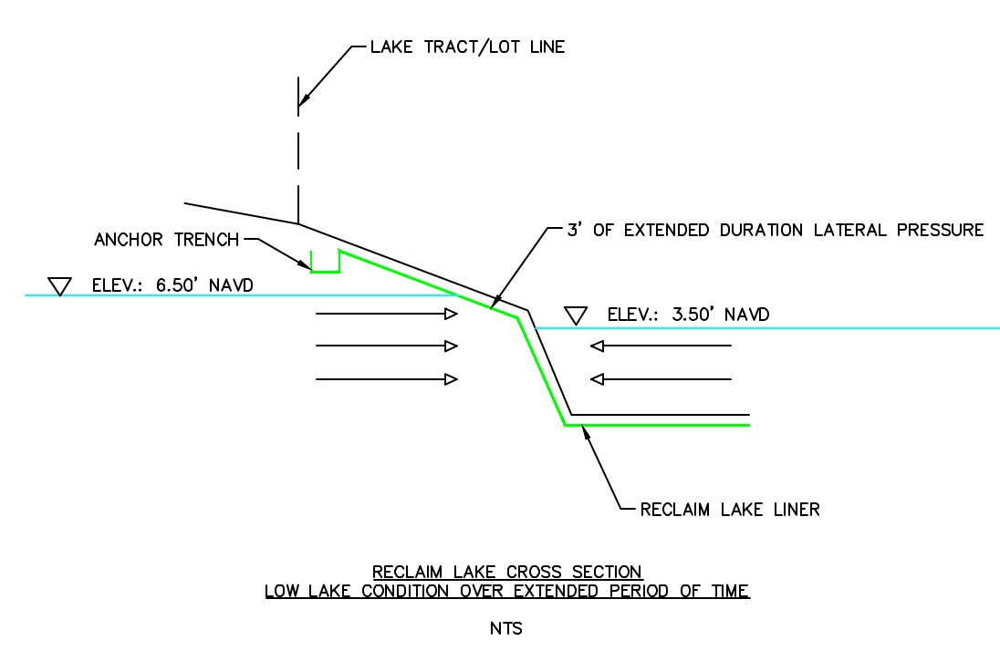 LAKE TRACT/LOT LINE
3' OF EXTENDED DURATION LATERAL PRESSURE
ANCHOR TRENCH
ELEV.: 6.50' NAVD
ELEV.: 3.50' NAVD
RECLAIM LAKE LINER
RECLAIM LAKE CROSS SECTION
LOW LAKE CONDITION OVER EXTENDED PERIOD OF TIME
NTS